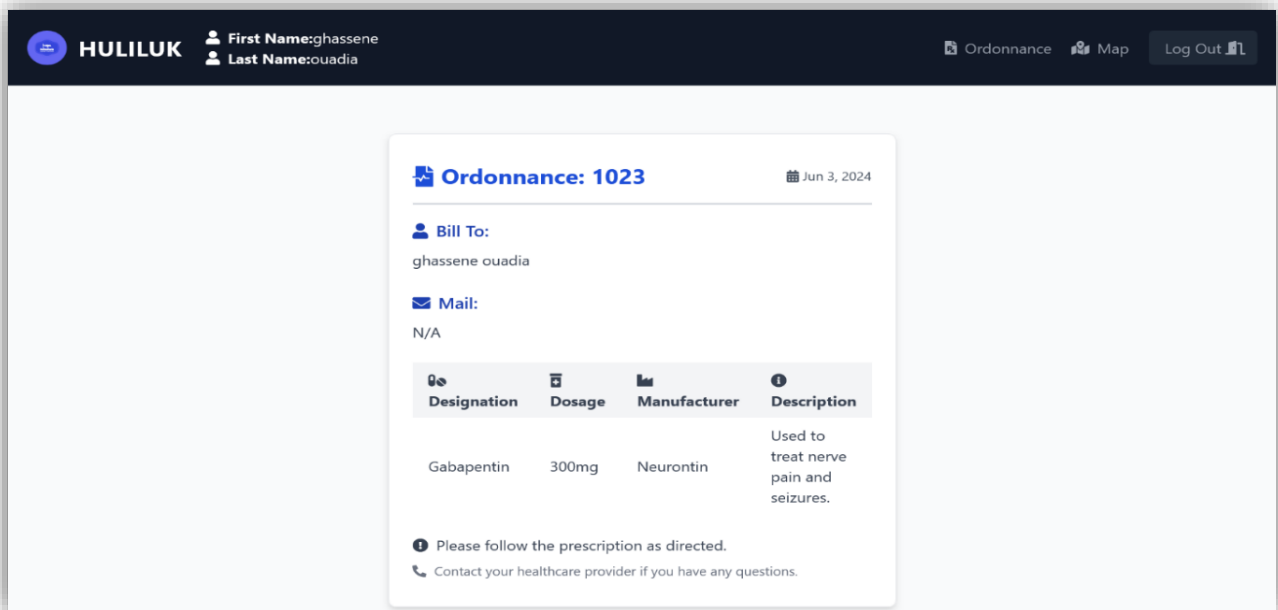 HULILUK
First Name:ghassene
Last Name:ouadia
Ordonnance
Map
Log Out
Ordonnance: 1023
Jun 3, 2024
Bill To:
ghassene ouadia
Mail:
N/A
Designation Dosage Manufacturer Description
Gabapentin 300mg Neurontin Used to
treat nerve
pain and
seizures.
Please follow the prescription as directed.
Contact your healthcare provider if you have any questions.